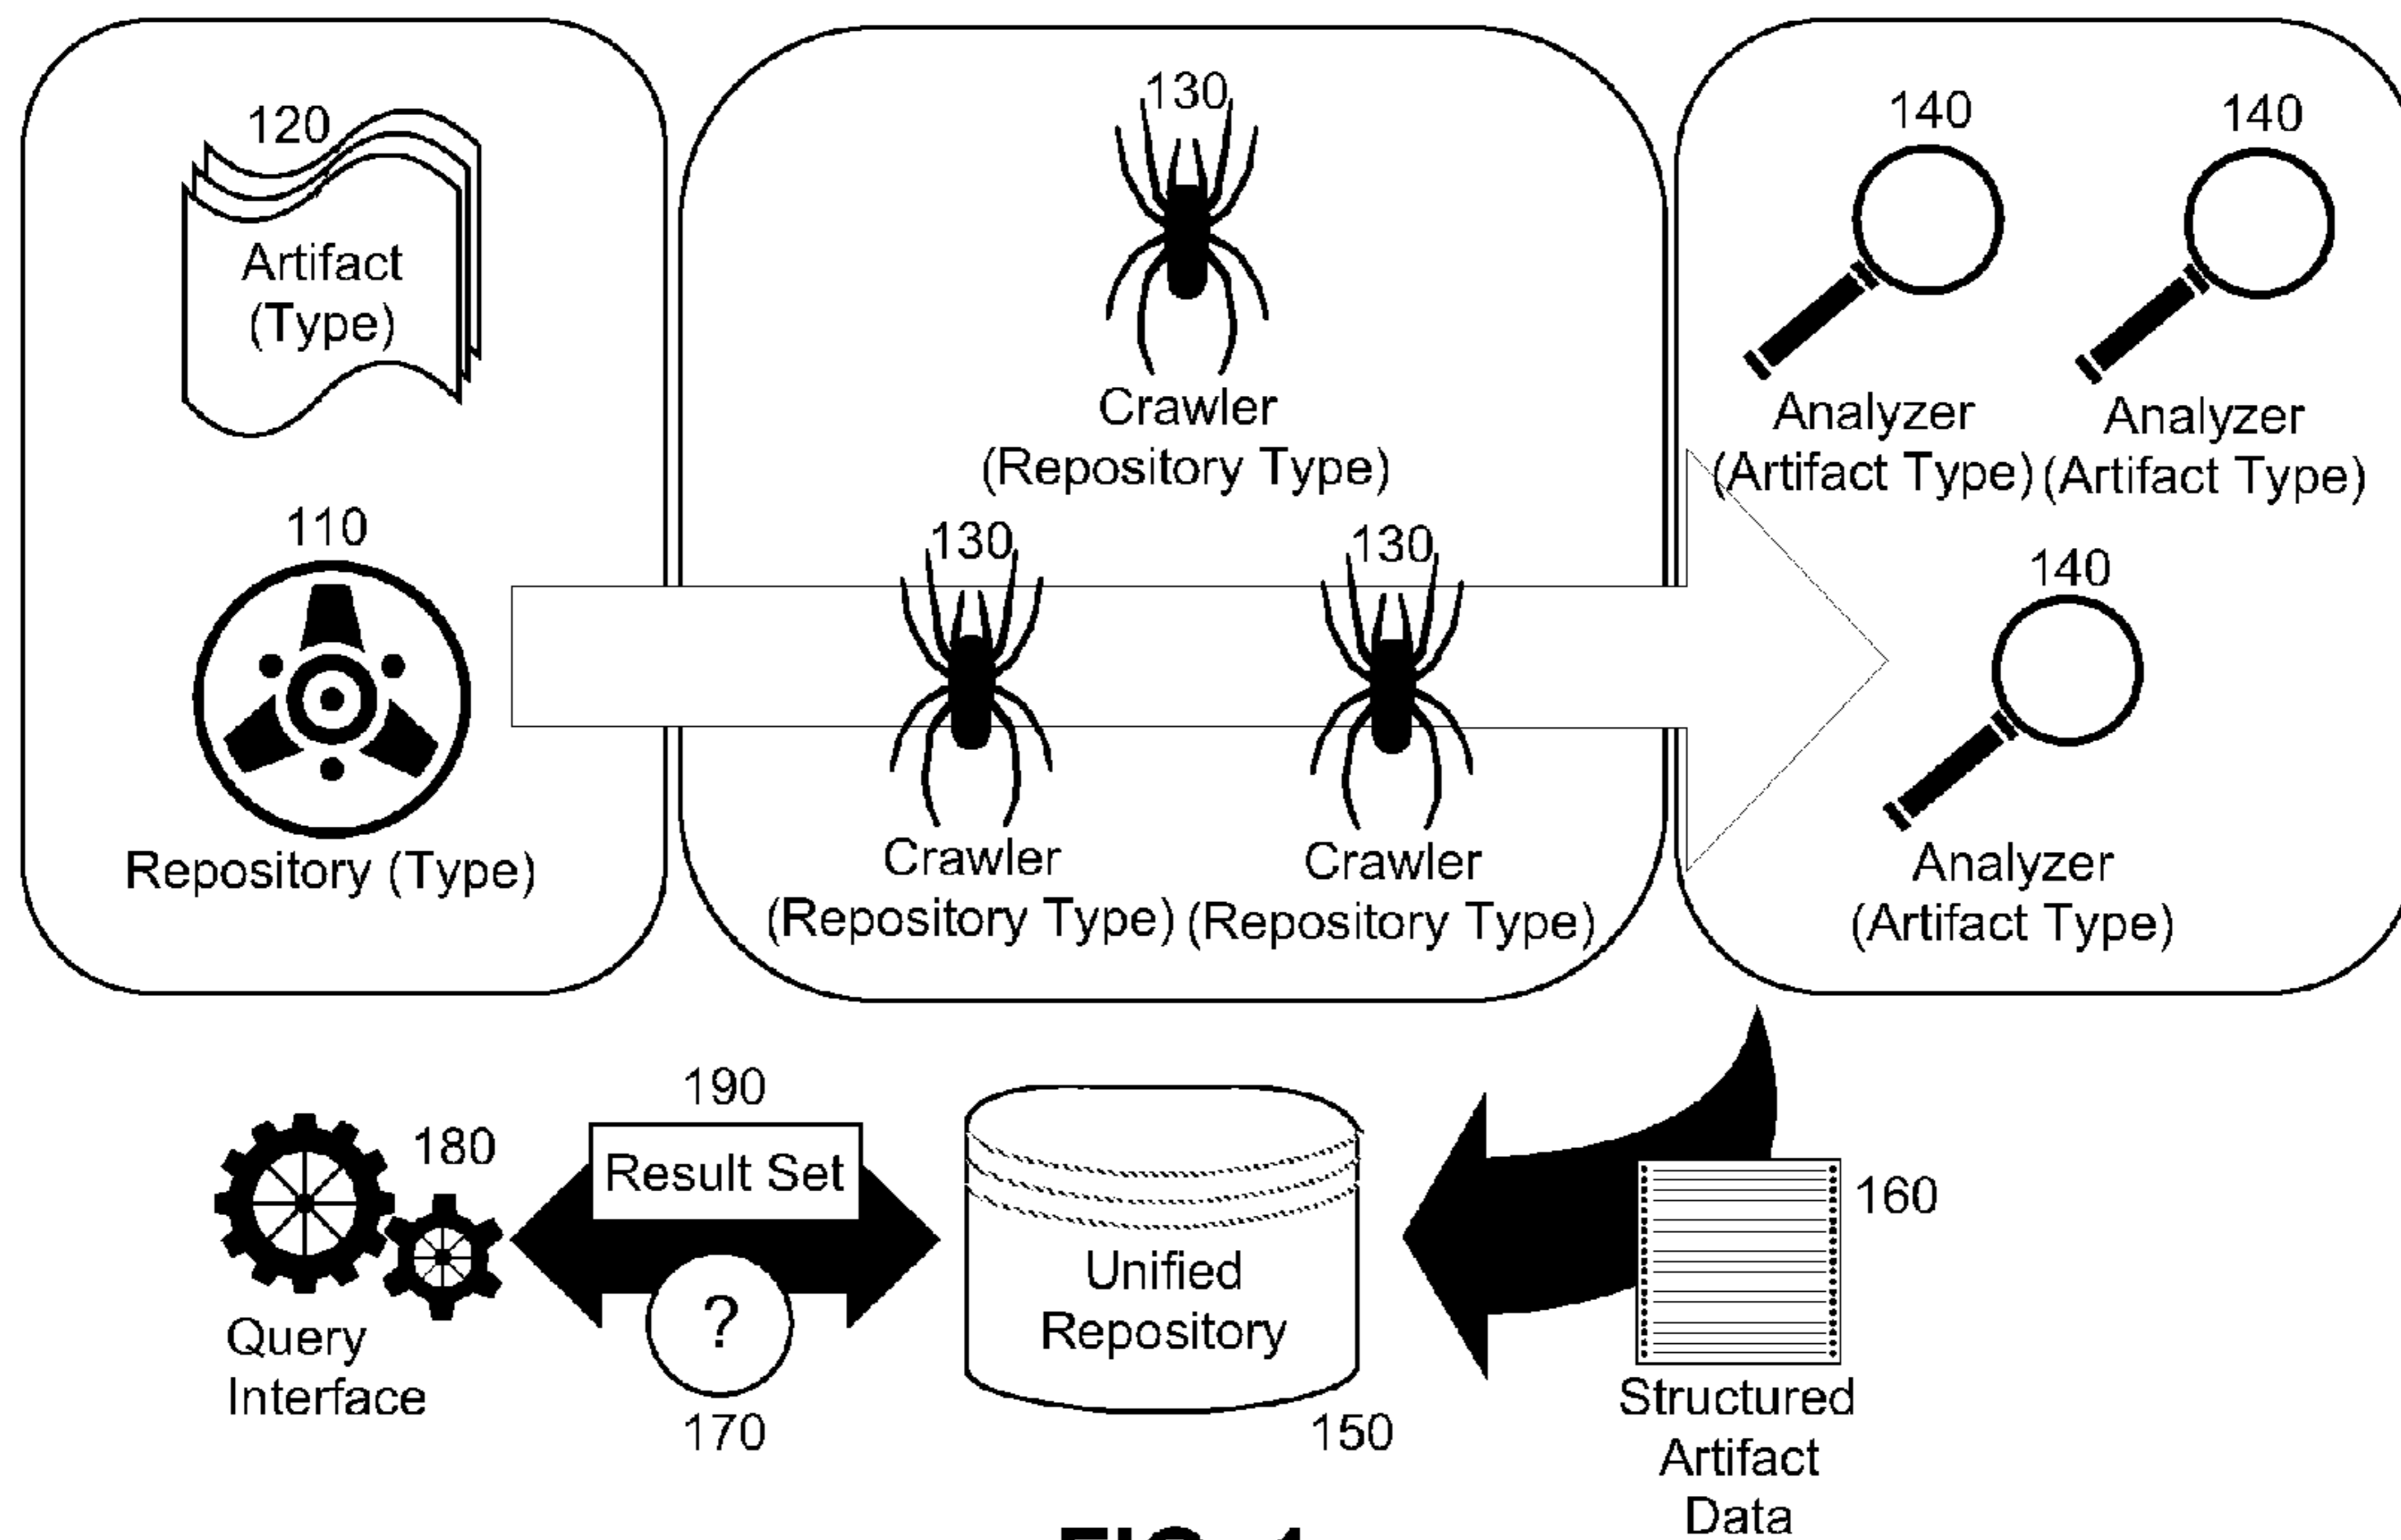 120
Artifact
(Type)
110
Repository (Type)
130
Crawler
(Repository Type)
130
Crawler
(Repository Type)
130
Crawler
(Repository Type)
140
Analyzer
(Artifact Type)
140
Analyzer
(Artifact Type)
140
Analyzer
(Artifact Type)
180
Query
Interface
190
Result Set
?
170
Unified
Repository
150
160
Structured
Artifact
Data
FIG. 1